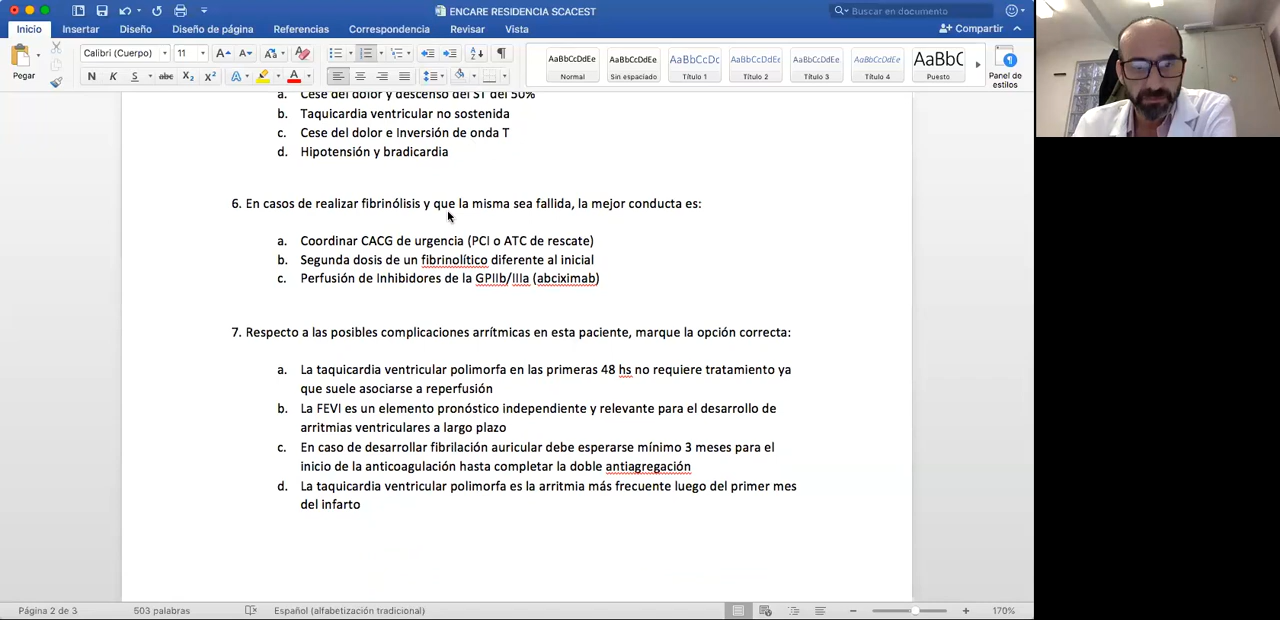 ENCARE RESIDENCIA SCACEST
Buscar en documento
Inicio
Insertar
Diseño
Diseño de página
Referencias
Correspondencia
Revisar
Vista
Compartir
Pegar
Calibri (Cuerpo)
11
N K S abc X₂ X²
AaBbCcDdEe
Normal
AaBbCcDdEe
Sin espaciado
AaBbCcDc
Título 1
AaBbCcDdEe
Título 2
AaBbCcDdEe
Título 3
AaBbCcDdEe
Título 4
AaBbC
Puesto
Panel de
estilos
a. Cese del dolor y descenso del ST del 50%
b. Taquicardia ventricular no sostenida
c. Cese del dolor e Inversión de onda T
d. Hipotensión y bradicardia
6. En casos de realizar fibrinólisis y que la misma sea fallida, la mejor conducta es:
a. Coordinar CACG de urgencia (PCI o ATC de rescate)
b. Segunda dosis de un fibrinolítico diferente al inicial
c. Perfusión de Inhibidores de la GPIIb/IIIa (abciximab)
7. Respecto a las posibles complicaciones arrítmicas en esta paciente, marque la opción correcta:
a. La taquicardia ventricular polimorfa en las primeras 48 hs no requiere tratamiento ya
que suele asociarse a reperfusión
b. La FEVI es un elemento pronóstico independiente y relevante para el desarrollo de
arritmias ventriculares a largo plazo
c. En caso de desarrollar fibrilación auricular debe esperarse mínimo 3 meses para el
inicio de la anticoagulación hasta completar la doble antiagregación
d. La taquicardia ventricular polimorfa es la arritmia más frecuente luego del primer mes
del infarto
Página 2 de 3
503 palabras
Español (alfabetización tradicional)
170%